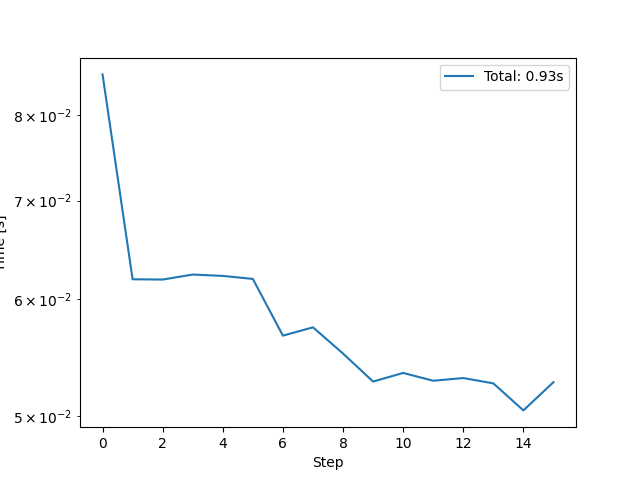 Total: 0.93s
8 × 10⁻²
7 × 10⁻²
6 × 10⁻²
5 × 10⁻²
[s]
0 2 4 6 8 10 12 14
Step